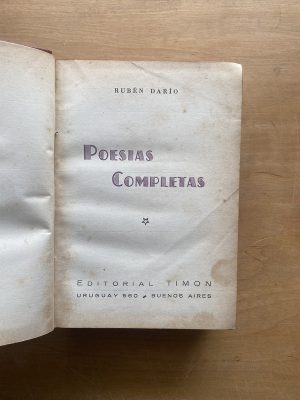 RUBÉN DARÍO
POESIAS
COMPLETAS
EDITORIAL TIMON
URUGUAY 560 BUENOS AIRES